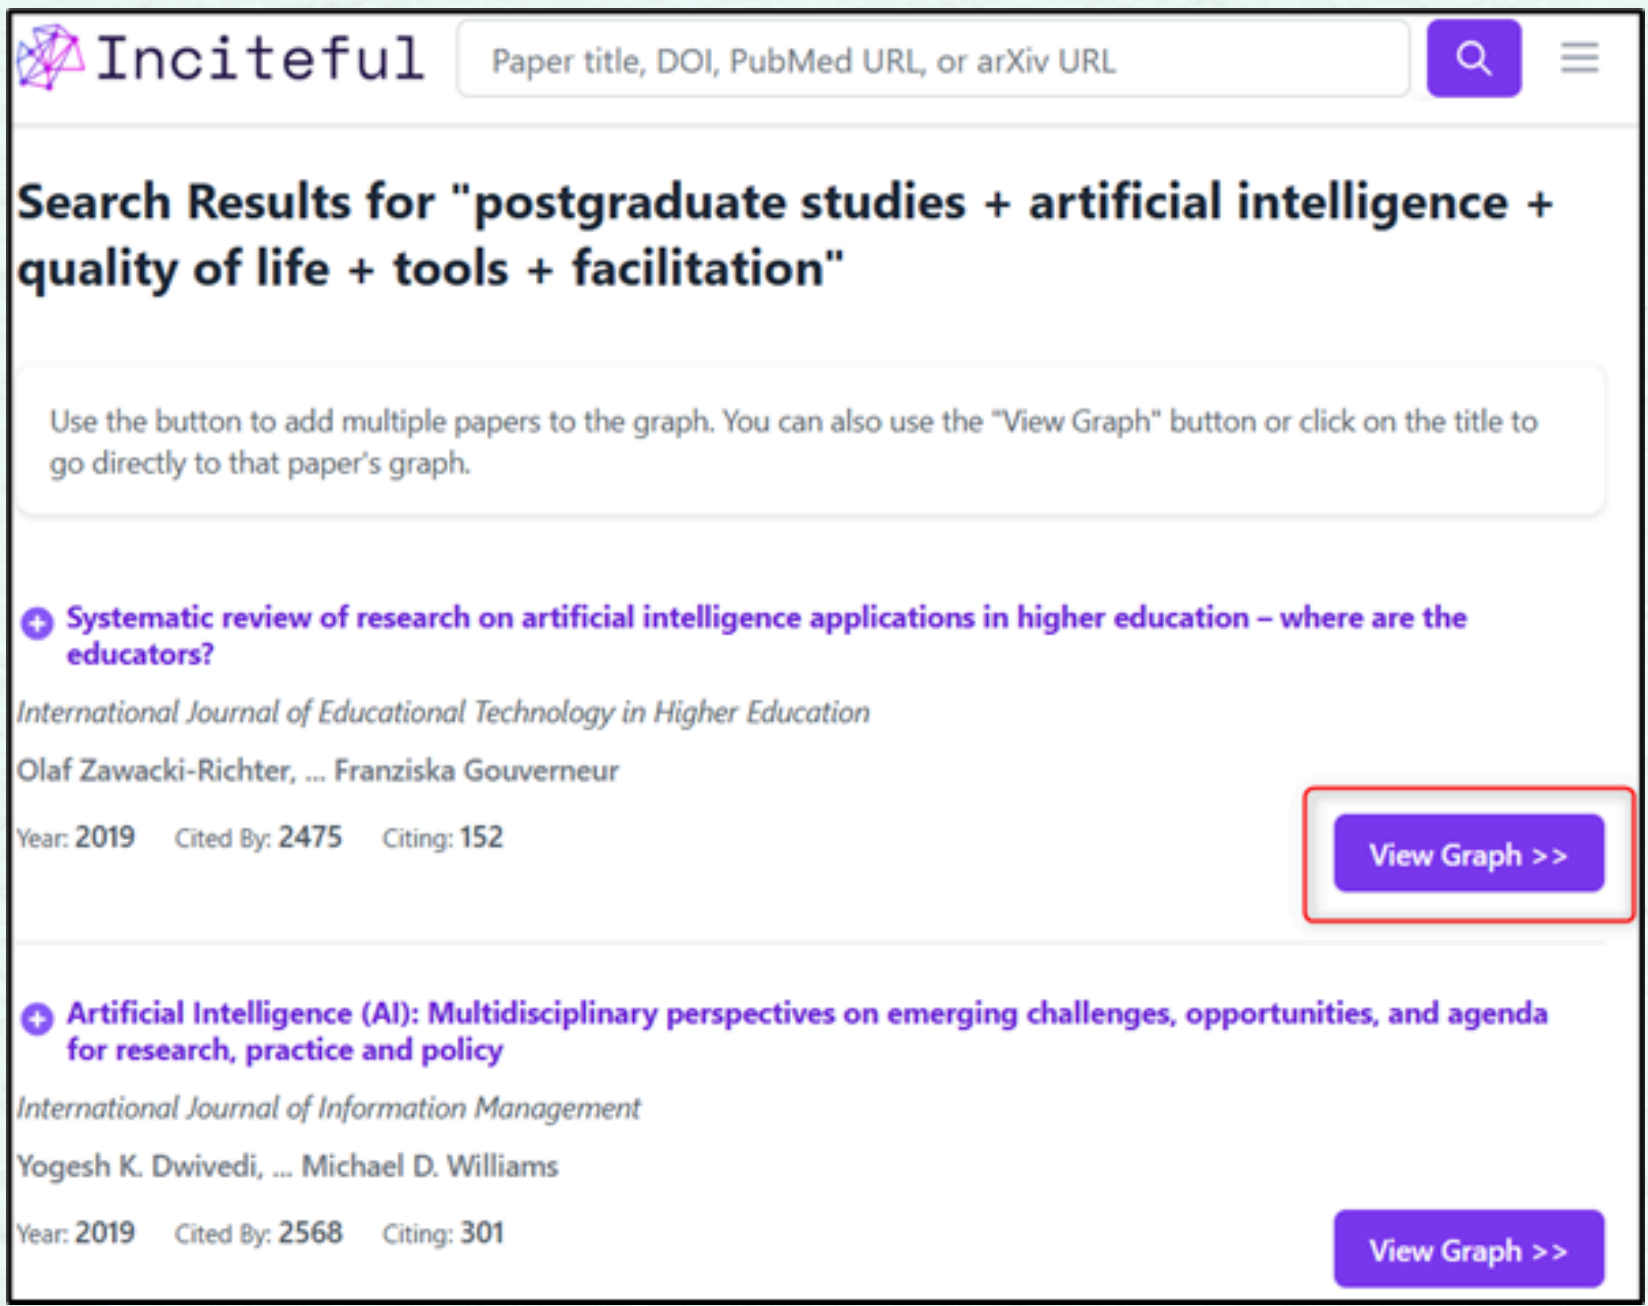 Inciteful
Paper title, DOI, PubMed URL, or arXiv URL
Search Results for "postgraduate studies + artificial intelligence +
quality of life + tools + facilitation"
Use the button to add multiple papers to the graph. You can also use the "View Graph" button or click on the title to
go directly to that paper's graph.
Systematic review of research on artificial intelligence applications in higher education – where are the
educators?
International Journal of Educational Technology in Higher Education
Olaf Zawacki-Richter, ... Franziska Gouverneur
Year: 2019 Cited By: 2475 Citing: 152
View Graph >>
Artificial Intelligence (AI): Multidisciplinary perspectives on emerging challenges, opportunities, and agenda
for research, practice and policy
International Journal of Information Management
Yogesh K. Dwivedi, ... Michael D. Williams
Year: 2019 Cited By: 2568 Citing: 301
View Graph >>